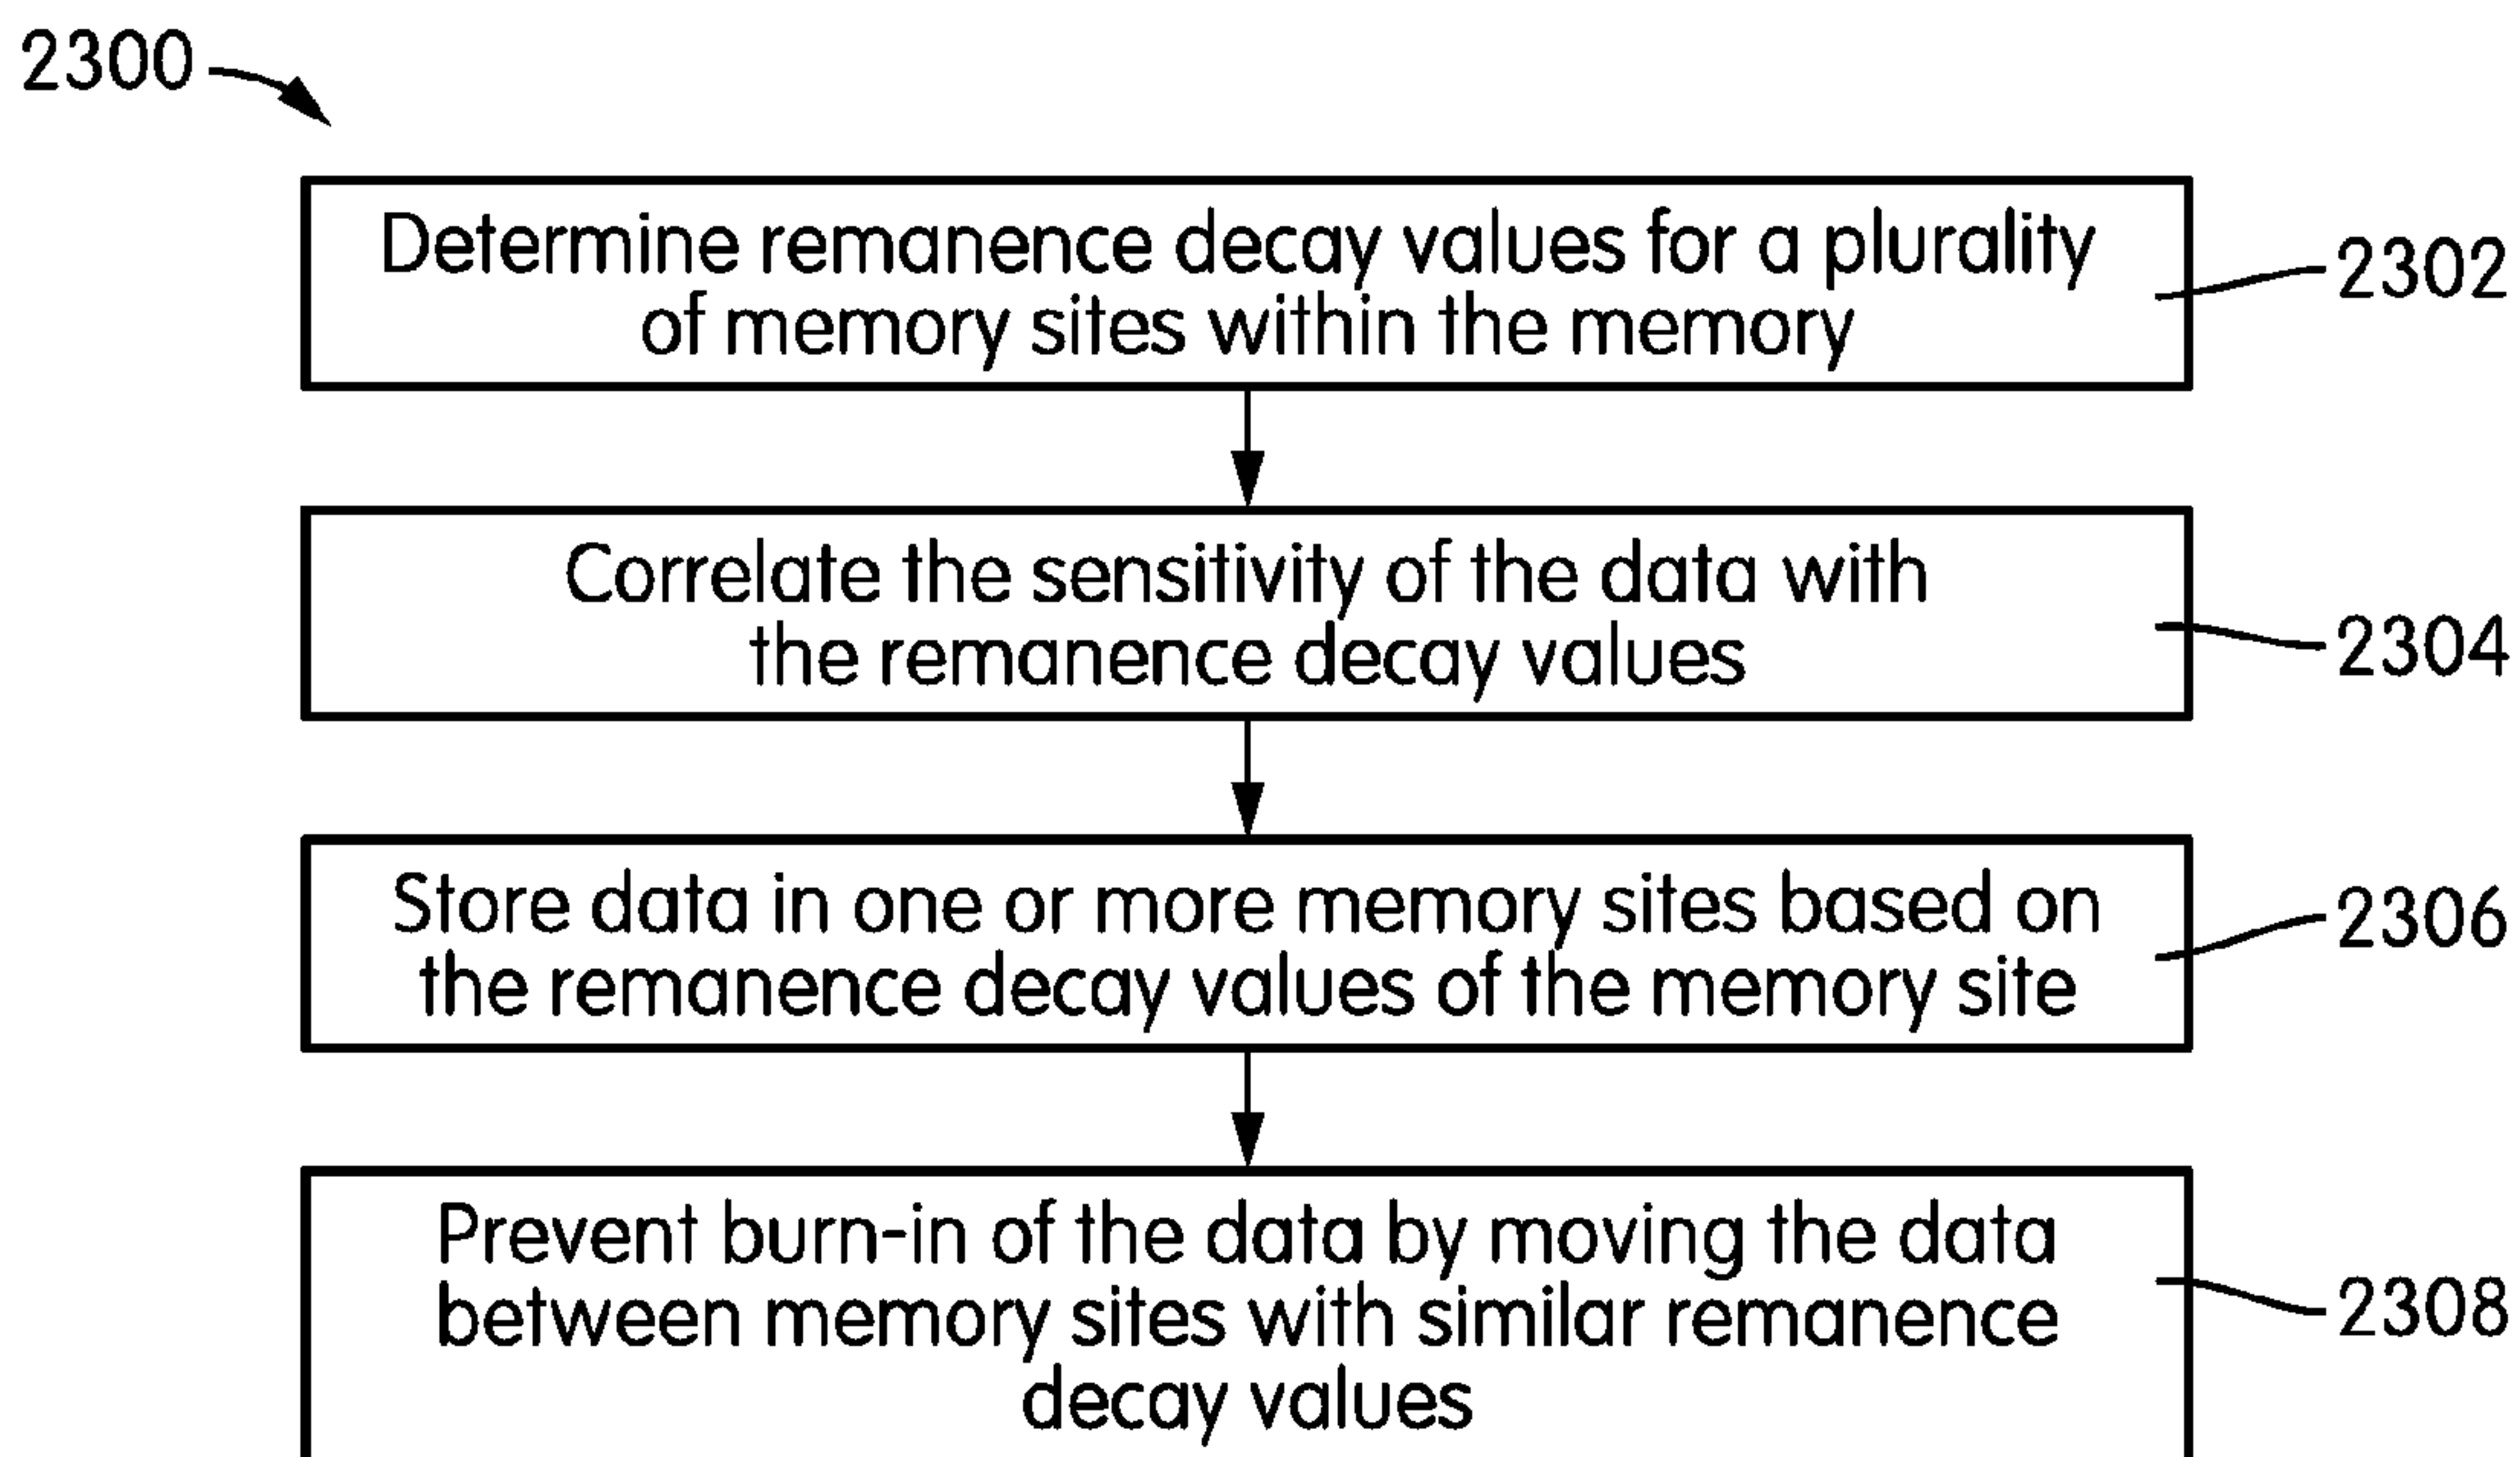 2300
Determine remanence decay values for a plurality
of memory sites within the memory
2302
Correlate the sensitivity of the data with
the remanence decay values
2304
Store data in one or more memory sites based on
the remanence decay values of the memory site
2306
Prevent burn-in of the data by moving the data
between memory sites with similar remanence
decay values
2308